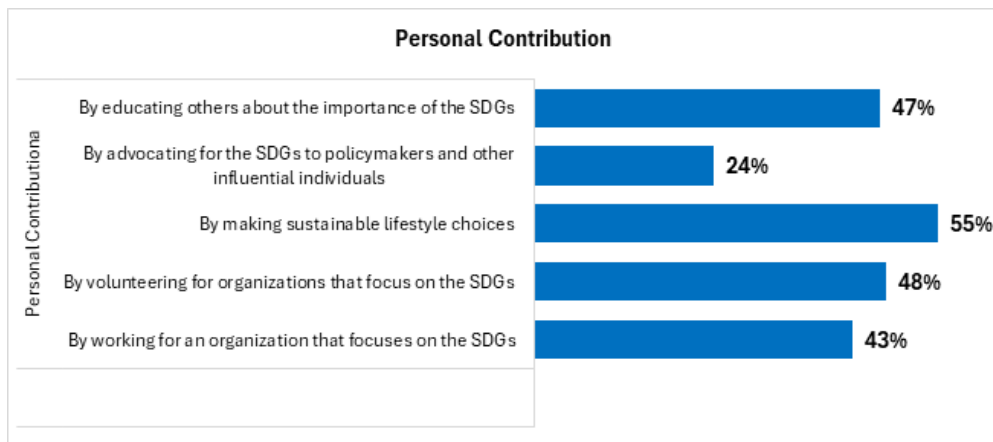 Personal Contribution
Personal Contributiona
By educating others about the importance of the SDGs
47%
By advocating for the SDGs to policymakers and other
influential individuals
24%
By making sustainable lifestyle choices
55%
By volunteering for organizations that focus on the SDGs
48%
By working for an organization that focuses on the SDGs
43%